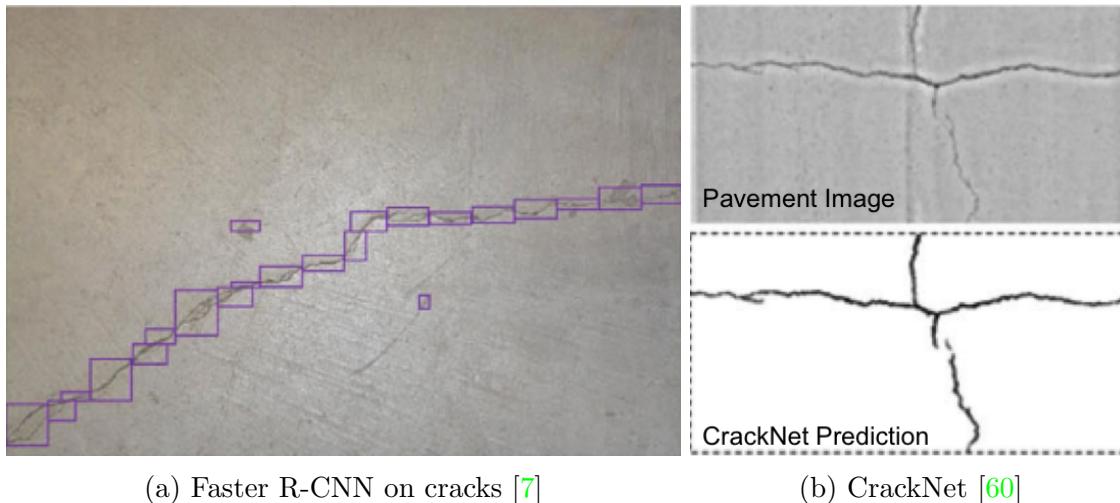 Pavement Image
CrackNet Prediction
(a) Faster R-CNN on cracks [7]
(b) CrackNet [60]